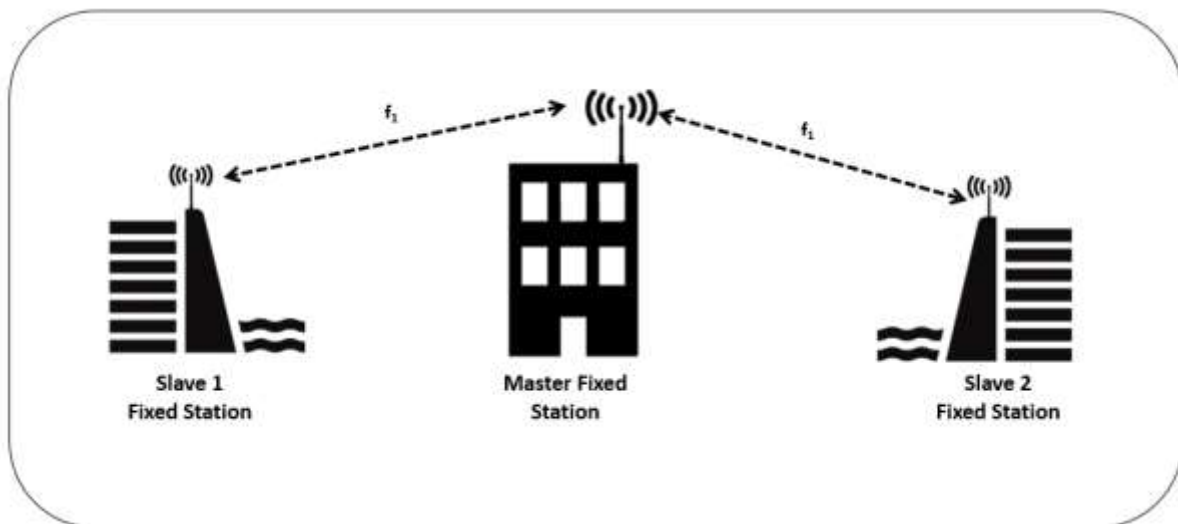 f₁
f₁
Slave 1
Fixed Station
Master Fixed
Station
Slave 2
Fixed Station